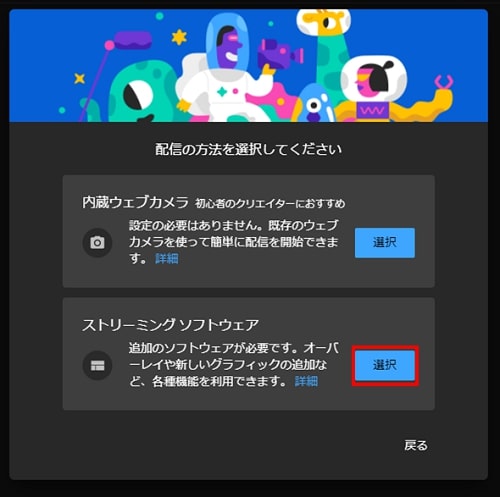 配信の方法を選択してください
内蔵ウェブカメラ 初心者のクリエイターにおすすめ
設定の必要はありません。既存のウェブ
カメラを使って簡単に配信を開始できま
す。 詳細
選択
ストリーミング ソフトウェア
追加のソフトウェアが必要です。オーバ
ーレイや新しいグラフィックの追加な
ど、各種機能を利用できます。 詳細
選択
戻る